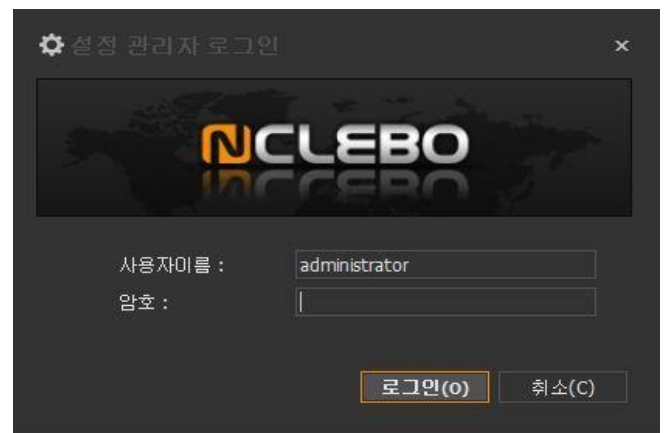 설정 관리자 로그인
NCLEBO
사용자이름 : administrator
암호 :
로그인(O) 취소(C)